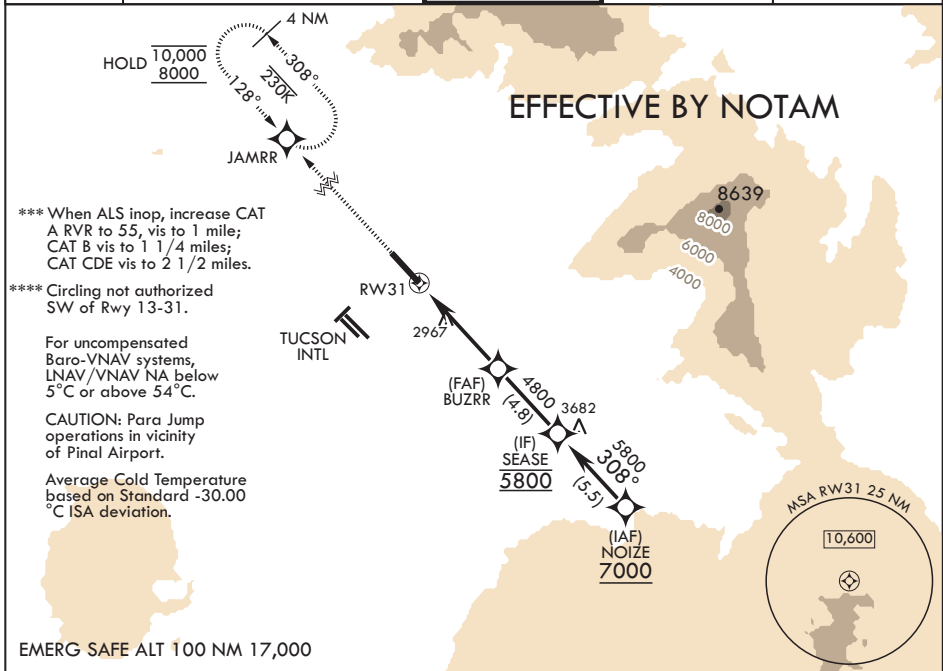 4 NM
HOLD 10,000
8000
308°
230K
128°
JAMRR
EFFECTIVE BY NOTAM
8639
8000
6000
4000
*** When ALS inop, increase CAT
A RVR to 55, vis to 1 mile;
CAT B vis to 1 1/4 miles;
CAT CDE vis to 2 1/2 miles.
**** Circling not authorized
SW of Rwy 13-31.
For uncompensated
Baro-VNAV systems,
LNAV/VNAV NA below
5°C or above 54°C.
CAUTION: Para Jump
operations in vicinity
of Pinal Airport.
Average Cold Temperature
based on Standard -30.00
°C ISA deviation.
RW31
TUCSON
INTL
2967
(FAF)
BUZRR
4800
(4.8)
3682
(IF)
SEASE
5800
5800
308°
(5.5)
(IAF)
NOIZE
7000
MSA RW31 25 NM
10,600
EMERG SAFE ALT 100 NM 17,000